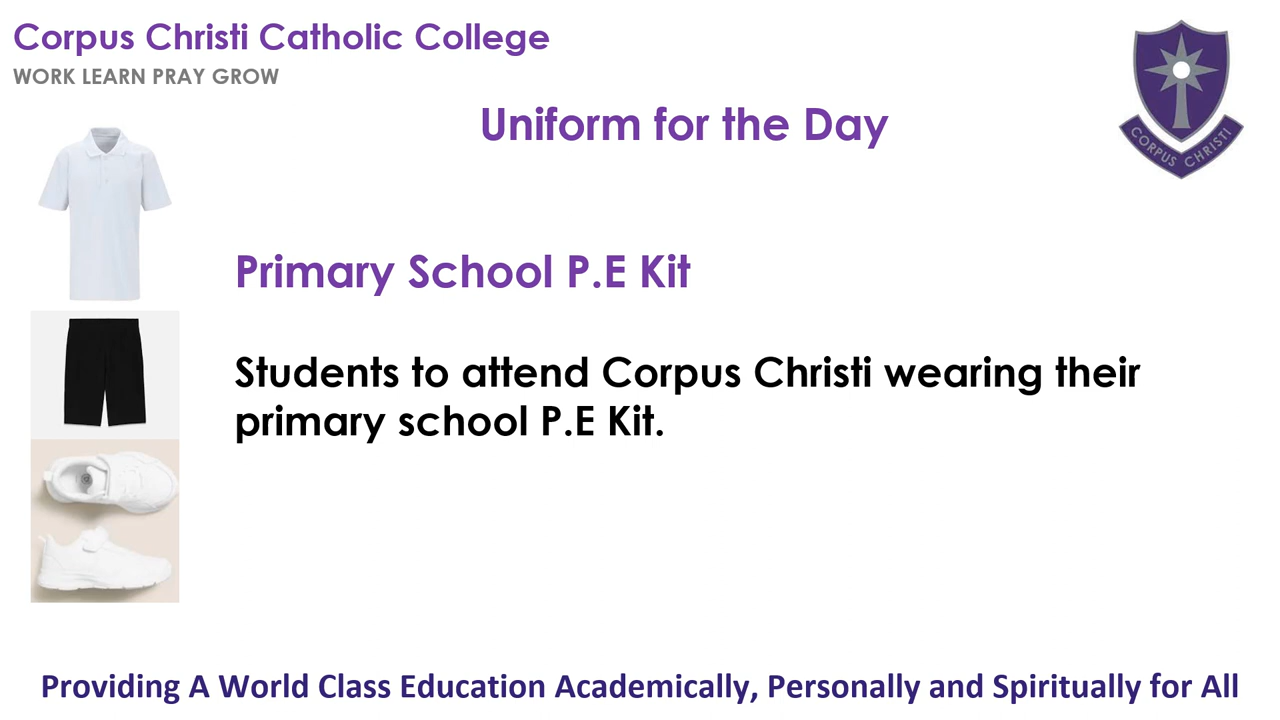 Corpus Christi Catholic College
WORK LEARN PRAY GROW
Uniform for the Day
CORPUS CHRISTI
Primary School P.E Kit
Students to attend Corpus Christi wearing their
primary school P.E Kit.
Providing A World Class Education Academically, Personally and Spiritually for All